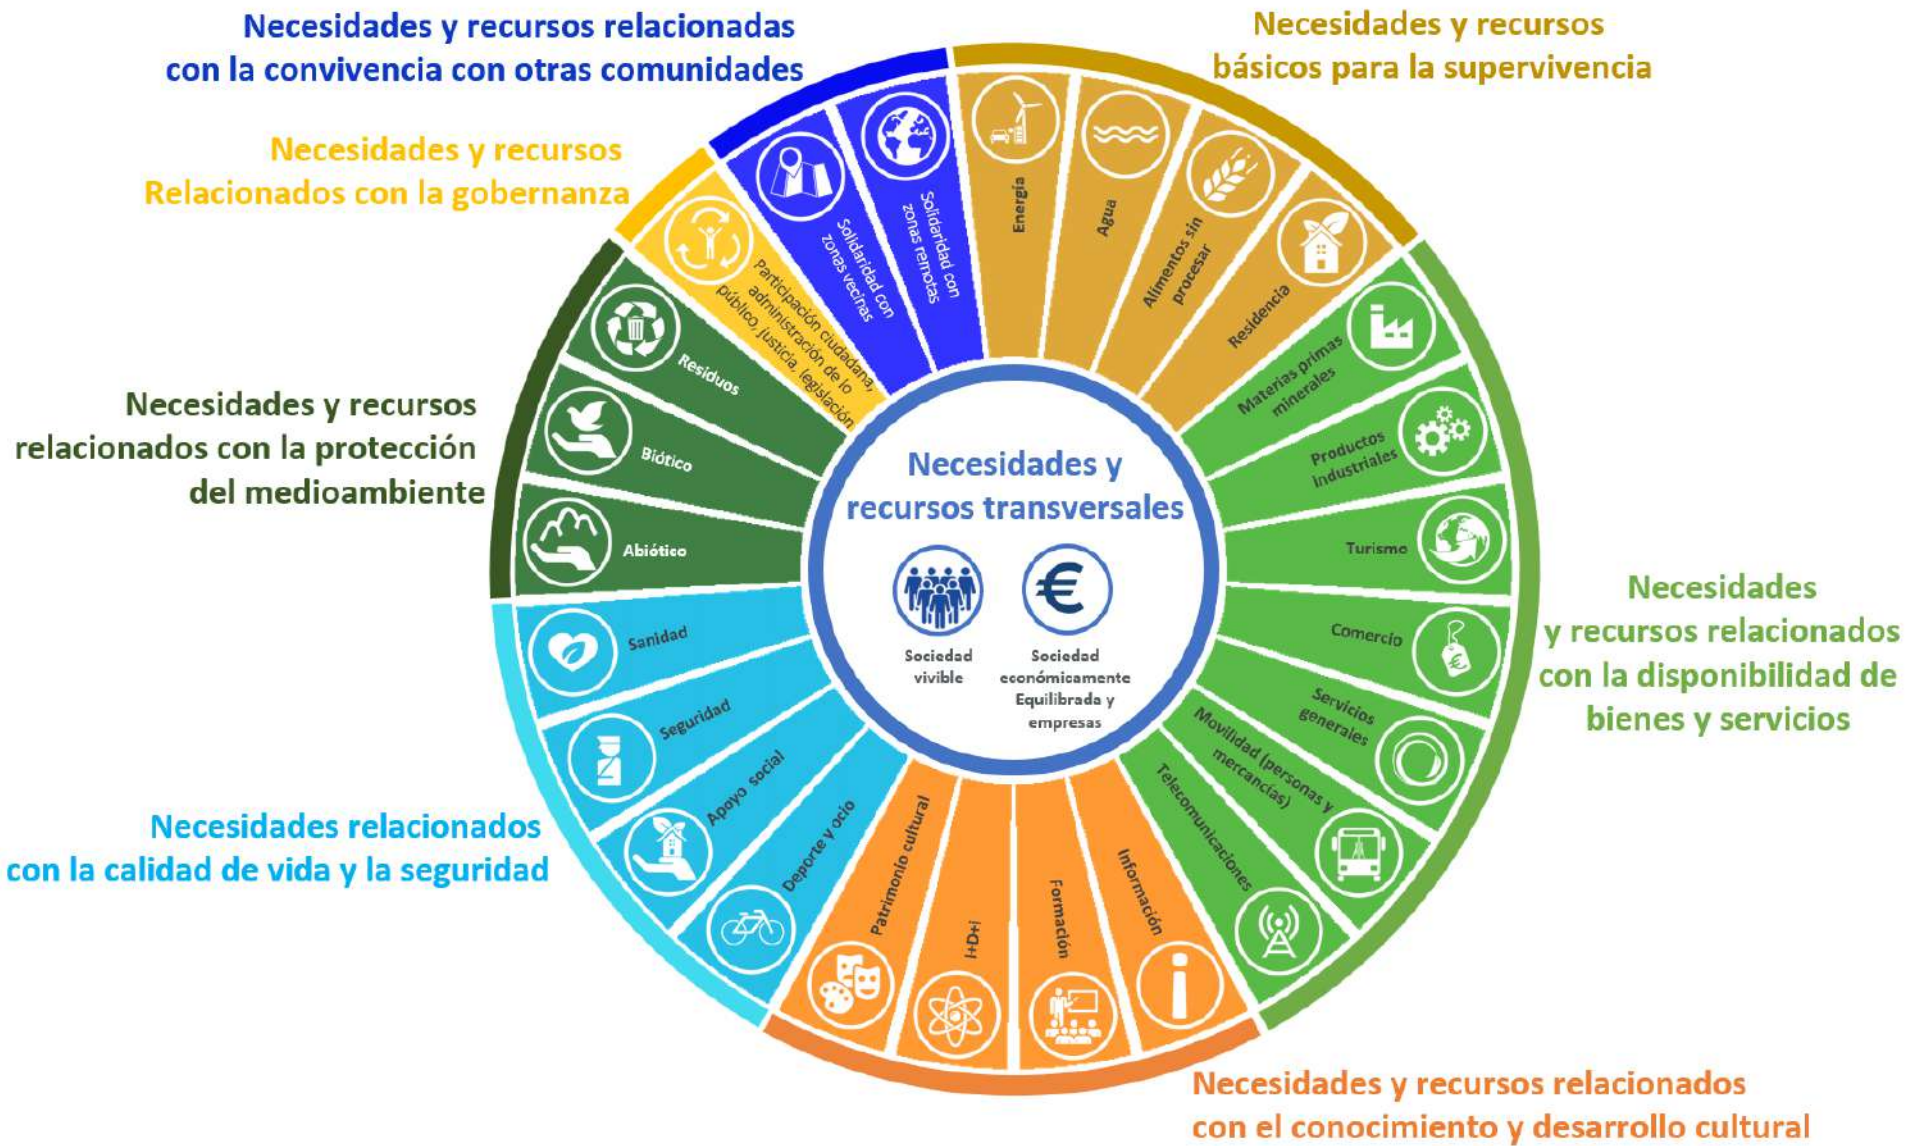 Necesidades y recursos relacionadas
con la convivencia con otras comunidades
Necesidades y recursos
básicos para la supervivencia
Necesidades y recursos
Relacionados con la gobernanza
Necesidades y recursos
relacionados con la protección
del medioambiente
Necesidades
y recursos relacionados
con la disponibilidad de
bienes y servicios
Necesidades relacionados
con la calidad de vida y la seguridad
Necesidades y recursos relacionados
con el conocimiento y desarrollo cultural
Energía
Agua
Alimentos sin
procesar
Residencia
Materias primas
minerales
Productos
industriales
Turismo
Comercio
€
Servicios
generales
Movilidad (personas y
mercancías)
Telecomunicaciones
Información
i
Formación
I+D+i
Patrimonio cultural
Deporte y ocio
Apoyo social
Seguridad
Sanidad
Abiótico
Biótico
Residuos
Participación ciudadana,
administración de lo
público, justicia, legislación
Solidaridad con
zonas vecinas
Solidaridad con
zonas remotas
Necesidades y
recursos transversales
€
Sociedad
vivible
Sociedad
económicamente
Equilibrada y
empresas